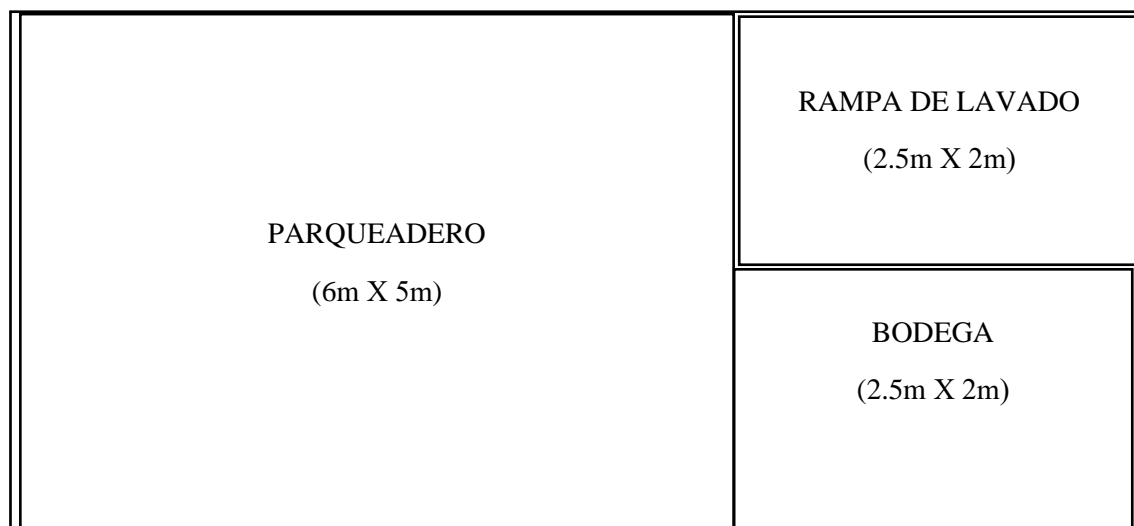 PARQUEADERO
(6m X 5m)
RAMPA DE LAVADO
(2.5m X 2m)
BODEGA
(2.5m X 2m)